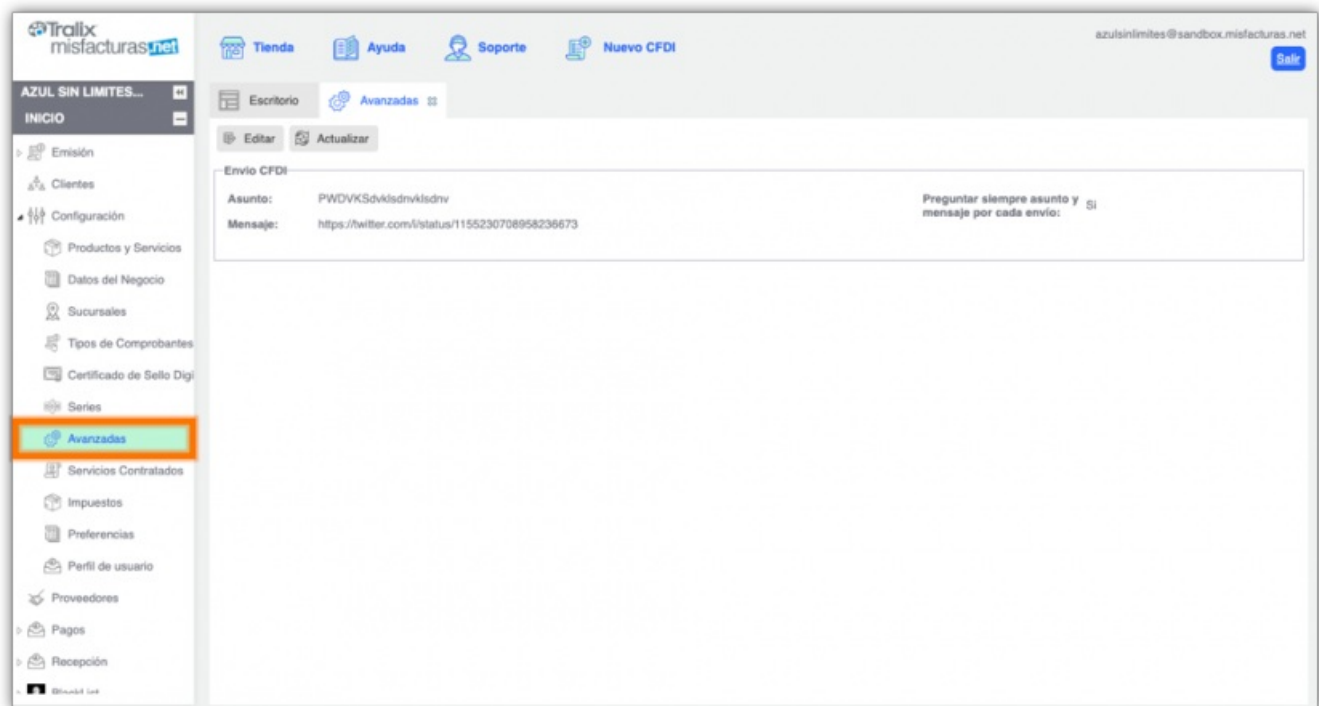 Tralix
misfacturas.net
Tienda
Ayuda
Soporte
Nuevo CFDI
azulsinlimites@sandbox.misfacturas.net
Salir
AZUL SIN LIMITES...
INICIO
Escritorio
Avanzadas
Editar
Actualizar
Emisión
Clientes
Configuración
Productos y Servicios
Datos del Negocio
Sucursales
Tipos de Comprobantes
Certificado de Sello Digi
Series
Avanzadas
Servicios Contratados
Impuestos
Preferencias
Perfil de usuario
Proveedores
Pagos
Recepción
BlackList
Envio CFDI
Asunto: PWDVKSdvklsdnvklsdnv
Mensaje: https://twitter.com/i/status/1155230708958236673
Preguntar siempre asunto y
mensaje por cada envío: Si